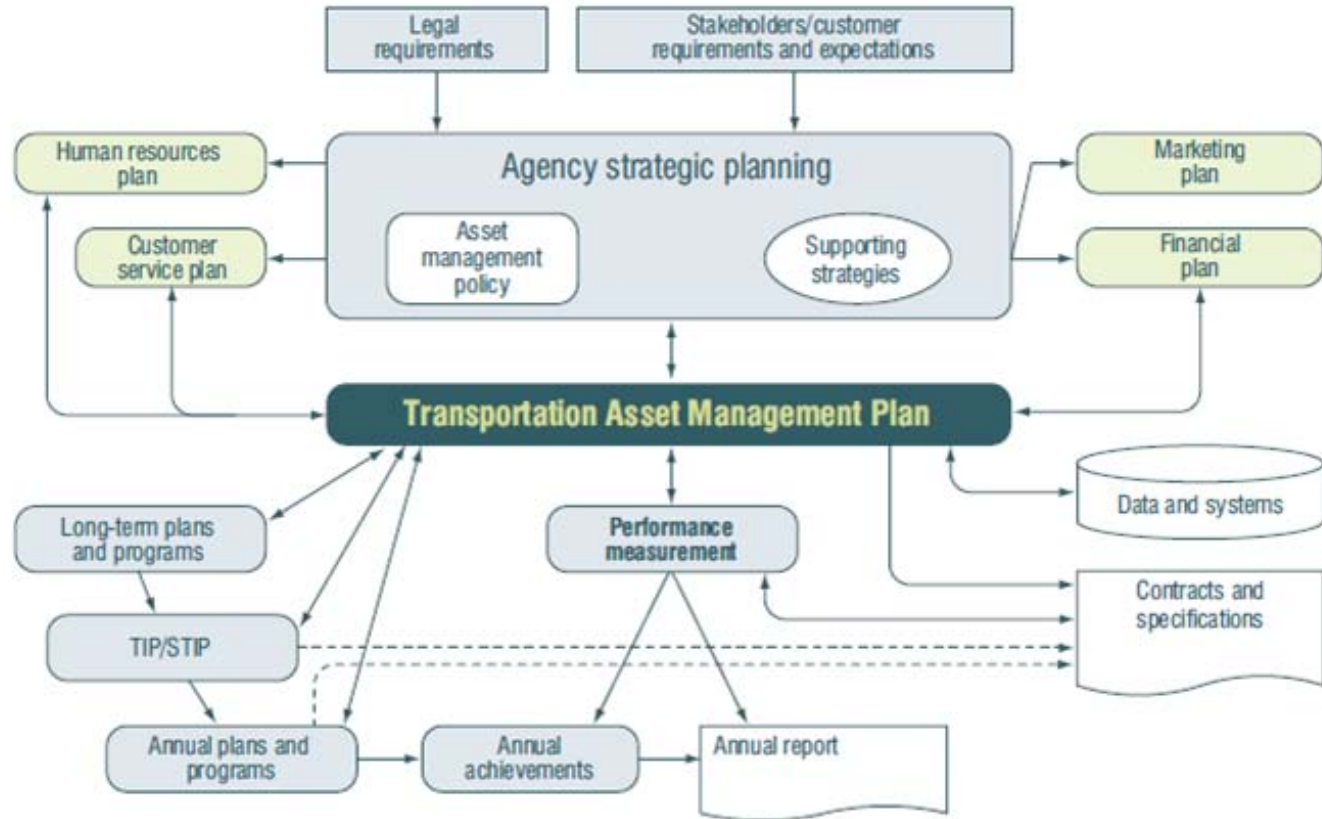 Legal
requirements
Stakeholders/customer
requirements and expectations
Human resources
plan
Agency strategic planning
Marketing
plan
Customer
service plan
Asset
management
policy
Supporting
strategies
Financial
plan
Transportation Asset Management Plan
Long-term plans
and programs
Performance
measurement
Data and systems
Contracts and
specifications
TIP/STIP
Annual plans and
programs
Annual
achievements
Annual report